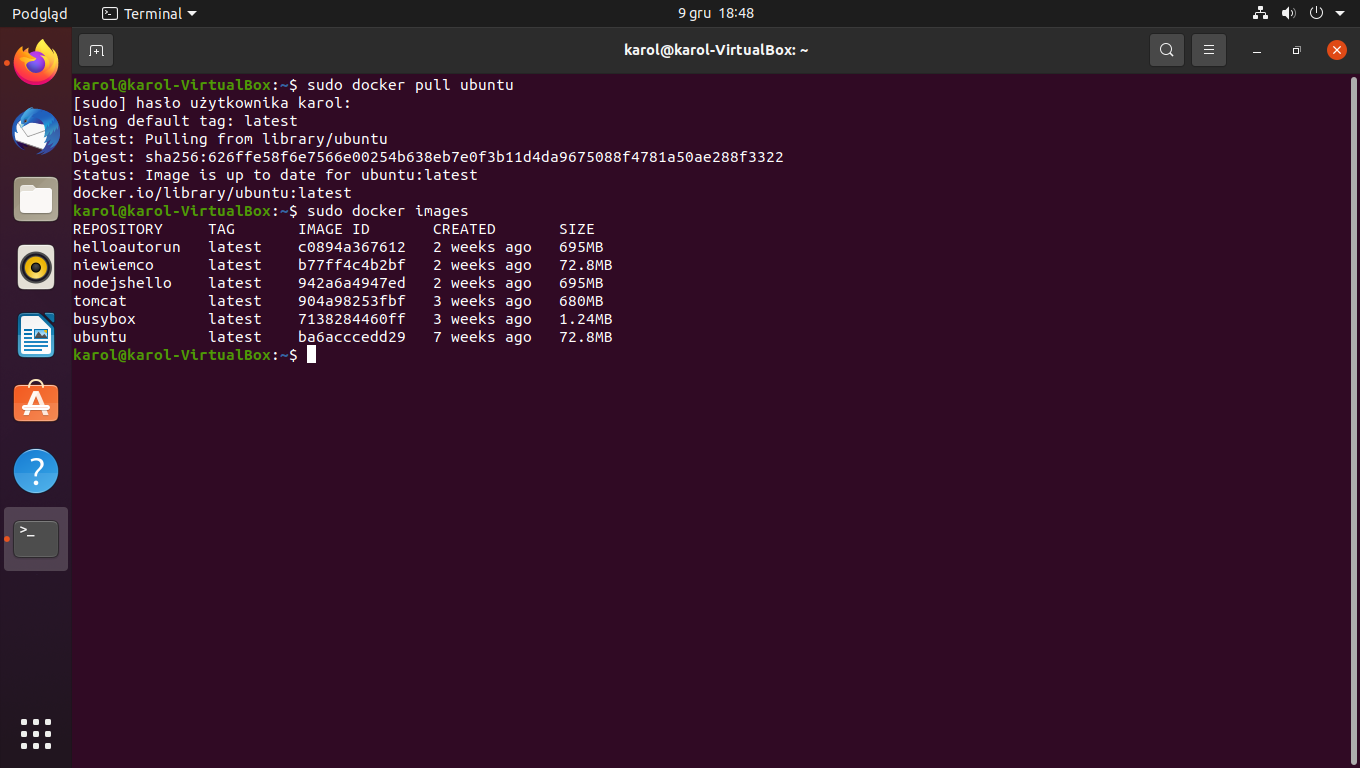 Podgląd Terminal 9 gru 18:48
karol@karol-VirtualBox: ~
karol@karol-VirtualBox:~$ sudo docker pull ubuntu
[sudo] hasło użytkownika karol:
Using default tag: latest
latest: Pulling from library/ubuntu
Digest: sha256:626ffe58f6e7566e00254b638eb7e0f3b11d4da9675088f4781a50ae288f3322
Status: Image is up to date for ubuntu:latest
docker.io/library/ubuntu:latest
karol@karol-VirtualBox:~$ sudo docker images
REPOSITORY     TAG       IMAGE ID       CREATED       SIZE
helloautorun   latest    c0894a367612   2 weeks ago   695MB
niewiemco      latest    b77ff4c4b2bf   2 weeks ago   72.8MB
nodejshello    latest    942a6a4947ed   2 weeks ago   695MB
tomcat         latest    904a98253fbf   3 weeks ago   680MB
busybox        latest    7138284460ff   3 weeks ago   1.24MB
ubuntu         latest    ba6acccedd29   7 weeks ago   72.8MB
karol@karol-VirtualBox:~$